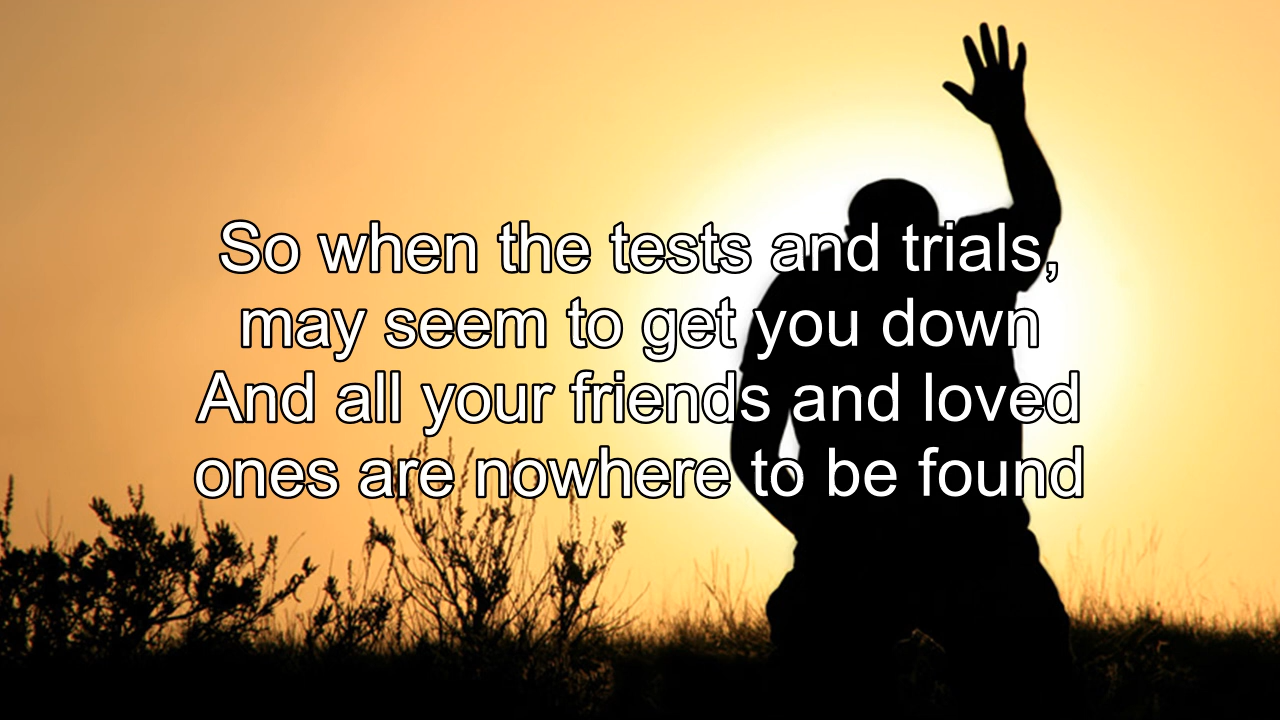 So when the tests and trials,
may seem to get you down
And all your friends and loved
ones are nowhere to be found